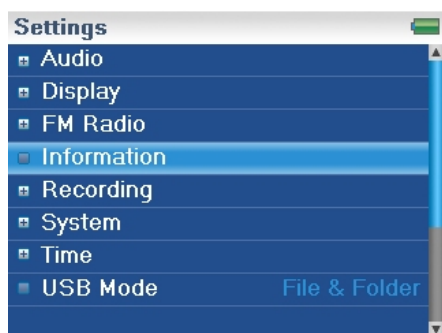 Settings
Audio
Display
FM Radio
Information
Recording
System
Time
USB Mode File & Folder